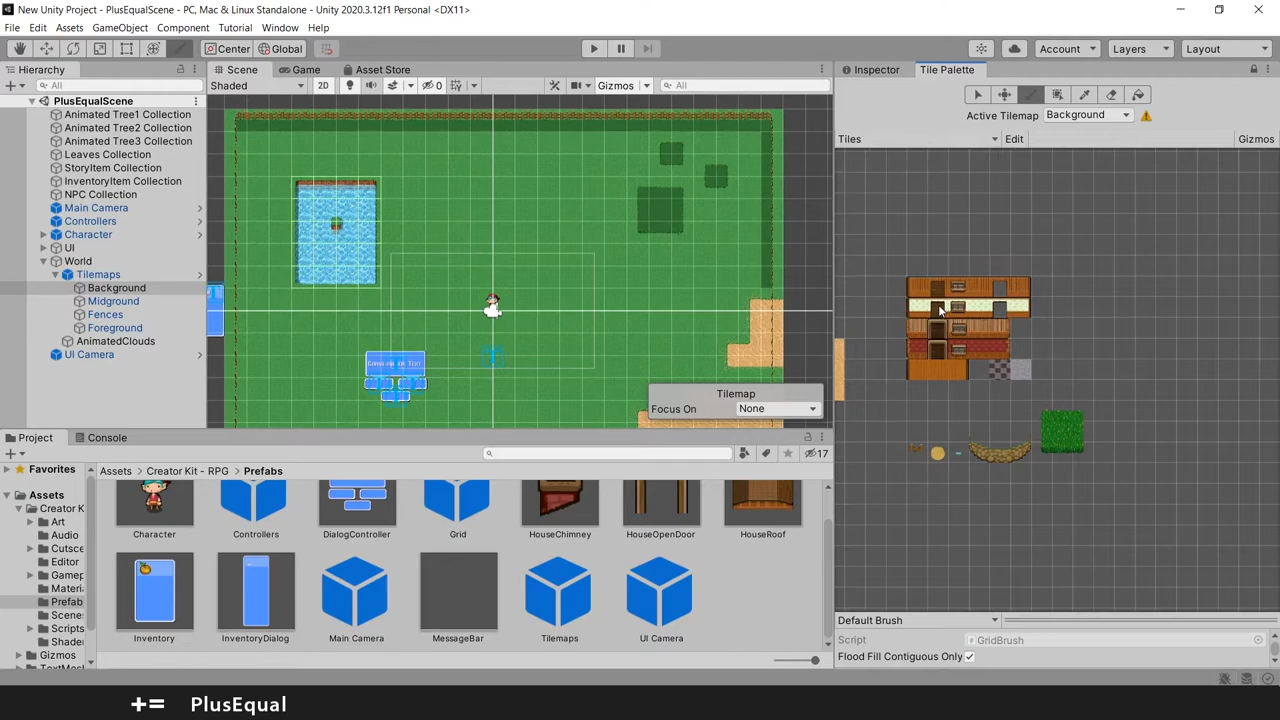 New Unity Project - PlusEqualScene - PC, Mac & Linux Standalone - Unity 2020.3.12f1 Personal <DX11>
File Edit Assets GameObject Component Tutorial Window Help
Center Global Account Layers Layout
Hierarchy Scene Game Asset Store Inspector Tile Palette
All Shaded 2D 0 Gizmos All
PlusEqualScene
Animated Tree1 Collection
Animated Tree2 Collection
Animated Tree3 Collection
Leaves Collection
StoryItem Collection
InventoryItem Collection
NPC Collection
Main Camera
Controllers
Character
UI
World
Tilemaps
Background
Midground
Fences
Foreground
AnimatedClouds
UI Camera
Tilemap
Focus On None
Active Tilemap Background
Tiles Edit Gizmos
Project Console
17
Favorites
Assets
Creator K
Art
Audio
Cutsce
Editor
Gamep
Materi
Prefab
Scene
Scripts
Shade
Gizmos
TextMe
Assets Creator Kit - RPG Prefabs
Character Controllers DialogController Grid HouseChimney HouseOpenDoor HouseRoof
Inventory InventoryDialog Main Camera MessageBar Tilemaps UI Camera
Default Brush
Script GridBrush
Flood Fill Contiguous Only
+= PlusEqual